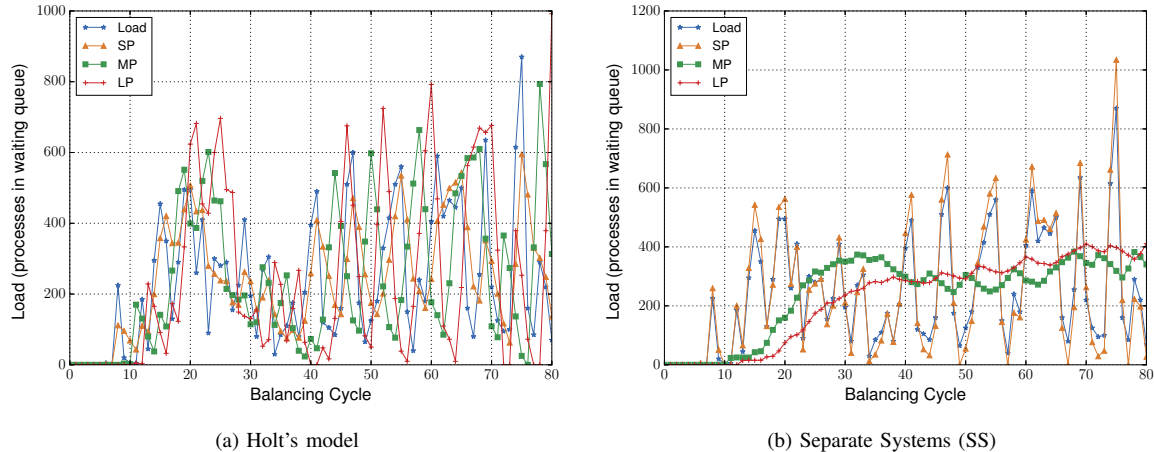 1000
800
600
400
200
0
Load (processes in waiting queue)
Load
SP
MP
LP
0 10 20 30 40 50 60 70 80
Balancing Cycle
(a) Holt's model
1200
1000
800
600
400
200
0
Load (processes in waiting queue)
Load
SP
MP
LP
0 10 20 30 40 50 60 70 80
Balancing Cycle
(b) Separate Systems (SS)